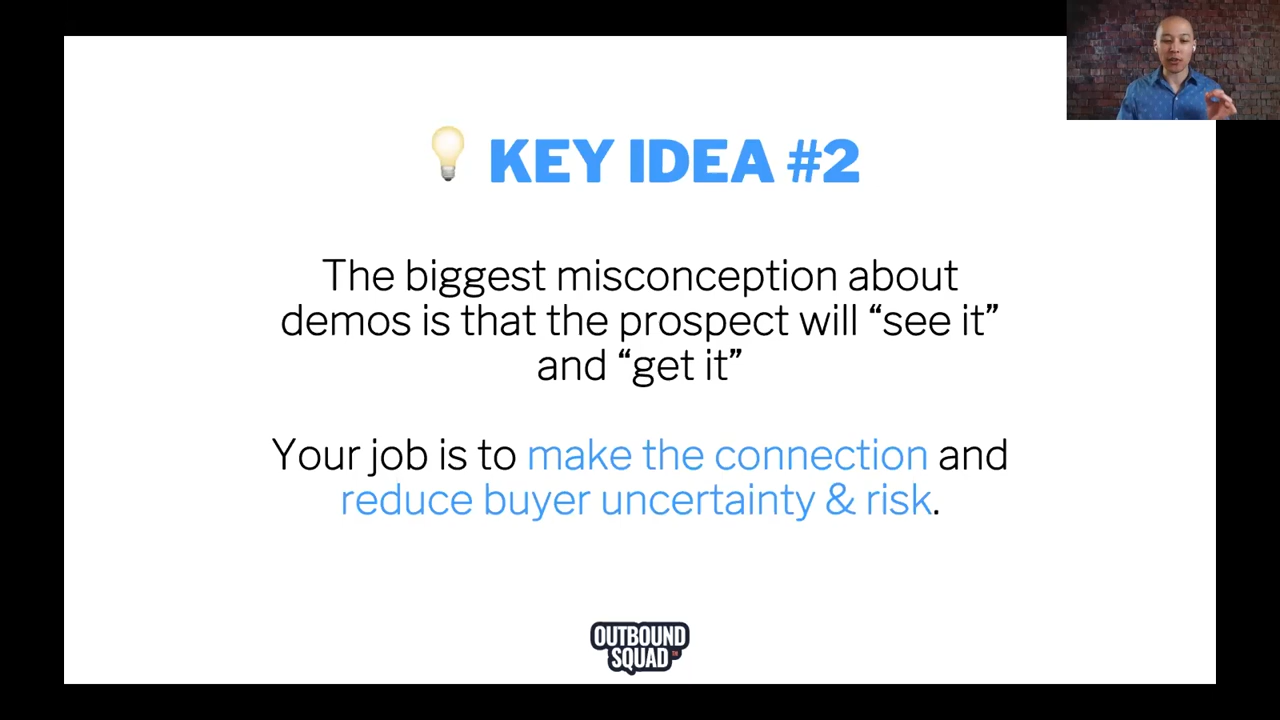 KEY IDEA #2
The biggest misconception about
demos is that the prospect will “see it”
and “get it”
Your job is to make the connection and
reduce buyer uncertainty & risk.
OUTBOUND
SQUAD™